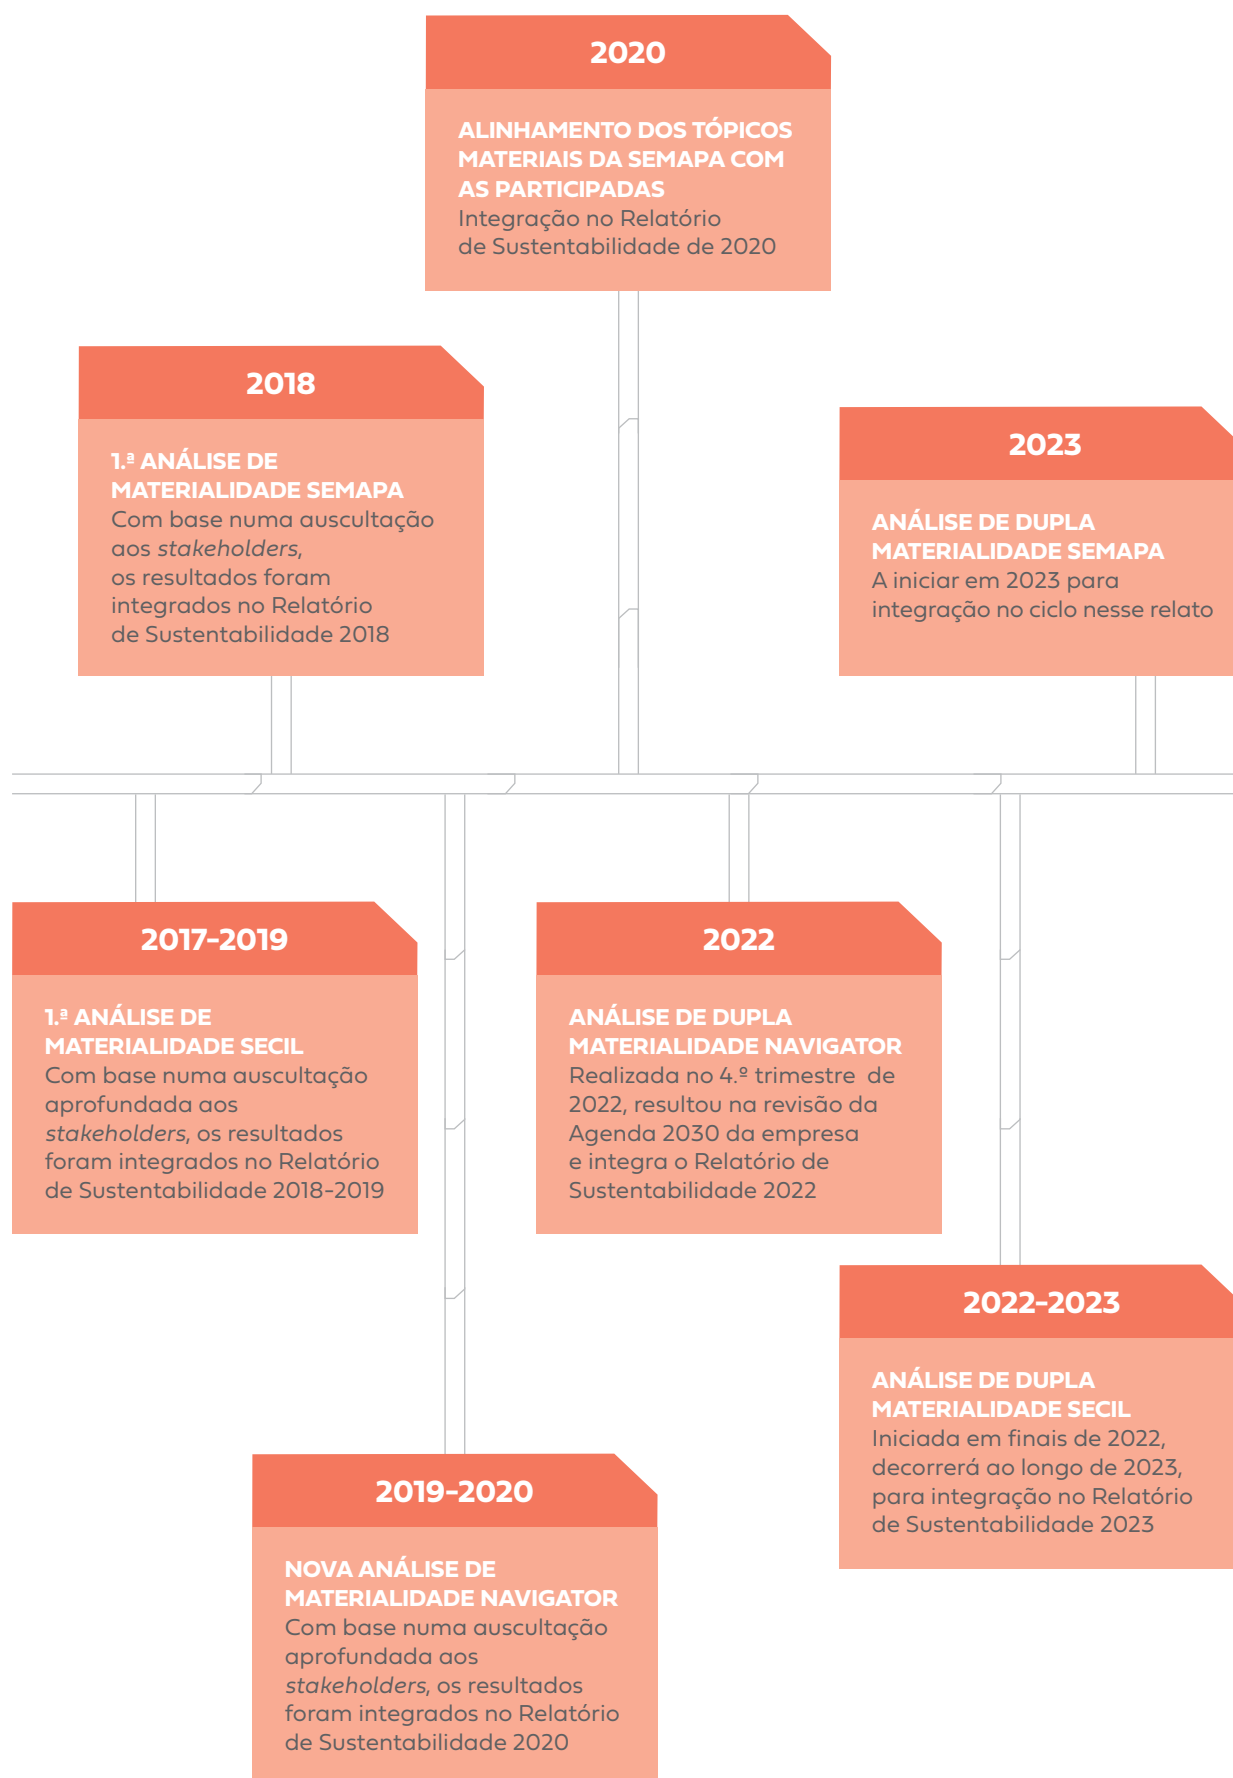 2020
ALINHAMENTO DOS TÓPICOS
MATERIAIS DA SEMAPA COM
AS PARTICIPADAS
Integração no Relatório
de Sustentabilidade de 2020
2018
1.ª ANÁLISE DE
MATERIALIDADE SEMAPA
Com base numa auscultação
aos stakeholders,
os resultados foram
integrados no Relatório
de Sustentabilidade 2018
2023
ANÁLISE DE DUPLA
MATERIALIDADE SEMAPA
A iniciar em 2023 para
integração no ciclo nesse relato
2017-2019
1.ª ANÁLISE DE
MATERIALIDADE SECIL
Com base numa auscultação
aprofundada aos
stakeholders, os resultados
foram integrados no Relatório
de Sustentabilidade 2018-2019
2022
ANÁLISE DE DUPLA
MATERIALIDADE NAVIGATOR
Realizada no 4.º trimestre de
2022, resultou na revisão da
Agenda 2030 da empresa
e integra o Relatório de
Sustentabilidade 2022
2022-2023
ANÁLISE DE DUPLA
MATERIALIDADE SECIL
Iniciada em finais de 2022,
decorrerá ao longo de 2023,
para integração no Relatório
de Sustentabilidade 2023
2019-2020
NOVA ANÁLISE DE
MATERIALIDADE NAVIGATOR
Com base numa auscultação
aprofundada aos
stakeholders, os resultados
foram integrados no Relatório
de Sustentabilidade 2020